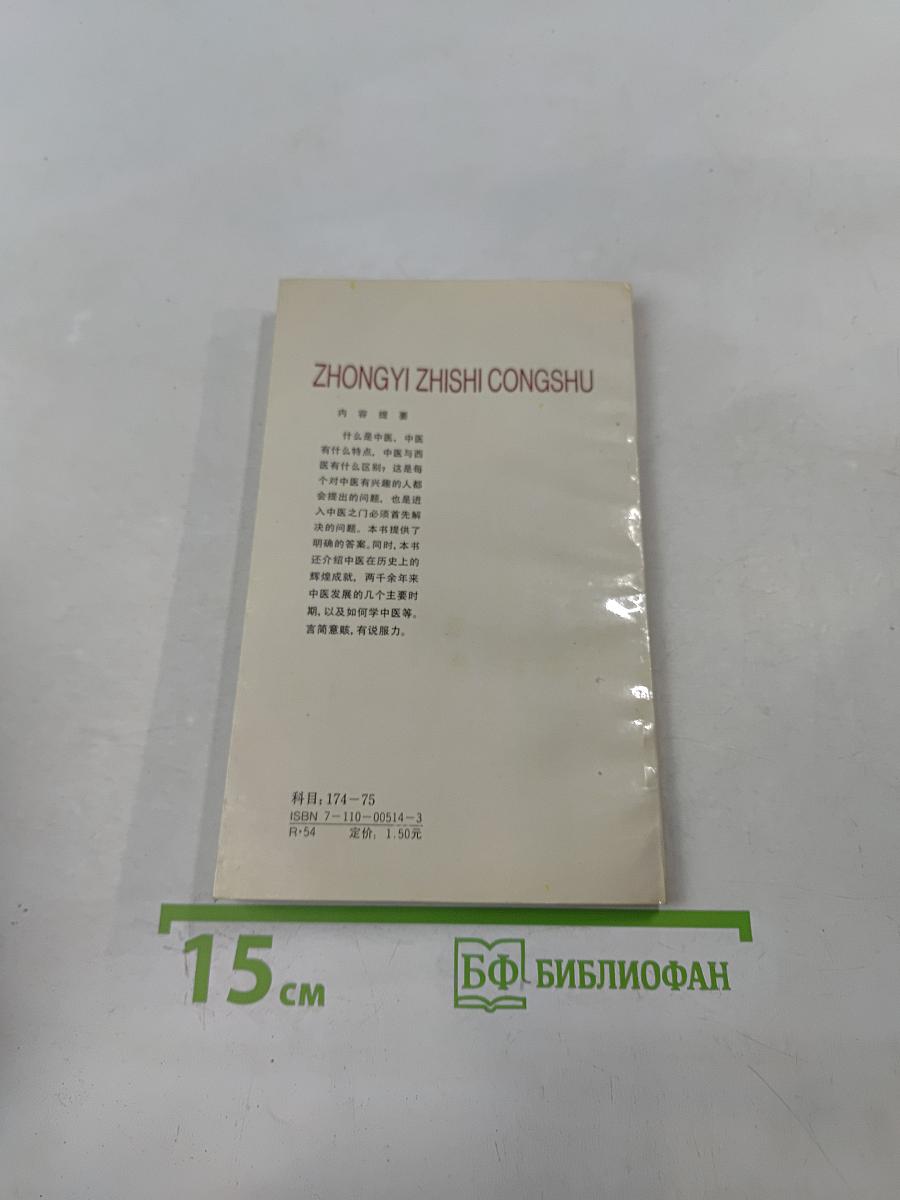 ZHONGYI ZHISHI CONGSHU
内容提要
什么是中医，中医
有什么特点，中医与西
医有什么区别？这是每
个对中医有兴趣的人都
会提出的问题，也是进
入中医之门必须首先解
决的问题。本书提供了
明确的答案。同时，本书
还介绍中医在历史上的
辉煌成就，两千余年来
中医发展的几个主要时
期，以及如何学中医等。
言简意赅，有说服力。
科目：174－75
ISBN 7－110－00514－3
R·54 定价：1.50元
15 см
БФ БИБЛИОФАН